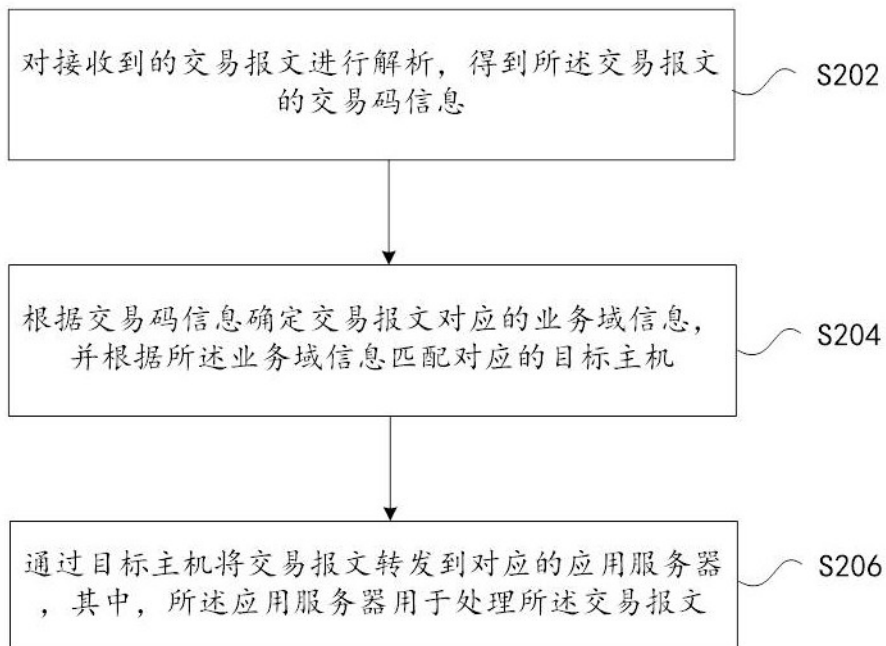 对接收到的交易报文进行解析，得到所述交易报文
的交易码信息
S202
根据交易码信息确定交易报文对应的业务域信息，
并根据所述业务域信息匹配对应的目标主机
S204
通过目标主机将交易报文转发到对应的应用服务器
，其中，所述应用服务器用于处理所述交易报文
S206